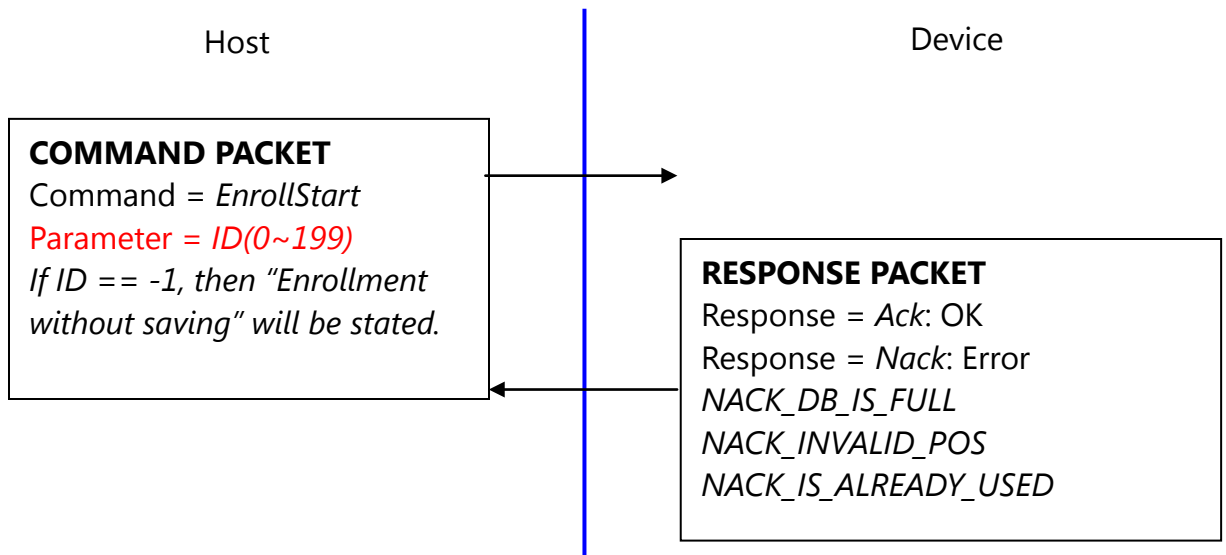 Host
Device
COMMAND PACKET
Command = EnrollStart
Parameter = ID(0~199)
If ID == -1, then “Enrollment
without saving” will be stated.
RESPONSE PACKET
Response = Ack: OK
Response = Nack: Error
NACK_DB_IS_FULL
NACK_INVALID_POS
NACK_IS_ALREADY_USED